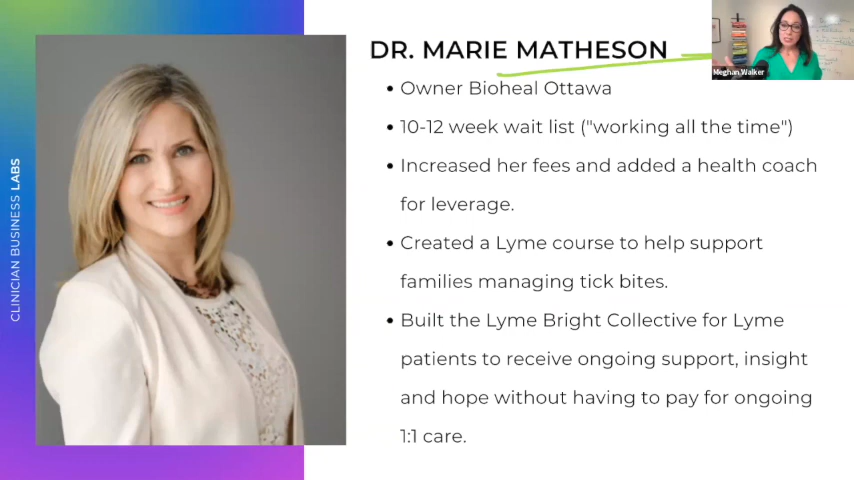 DR. MARIE MATHESON
• Owner Bioheal Ottawa
• 10-12 week wait list ("working all the time")
• Increased her fees and added a health coach
for leverage.
• Created a Lyme course to help support
families managing tick bites.
• Built the Lyme Bright Collective for Lyme
patients to receive ongoing support, insight
and hope without having to pay for ongoing
1:1 care.
CLINICIAN BUSINESS LABS
Meghan Walker